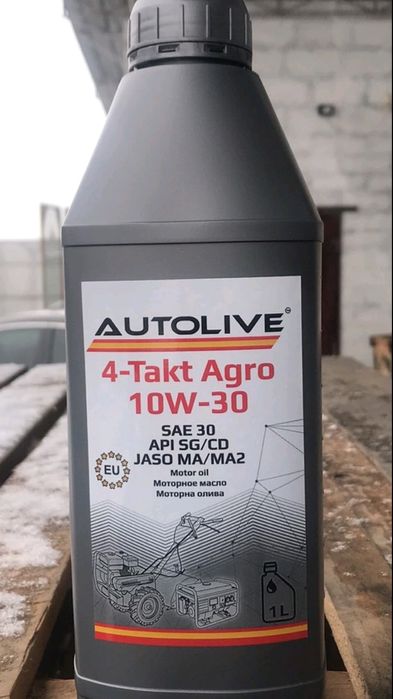 AUTOLIVE
4-Takt Agro
10W-30
SAE 30
API SG/CD
JASO MA/MA2
EU
Motor oil
Моторное масло
Моторна олива
1L